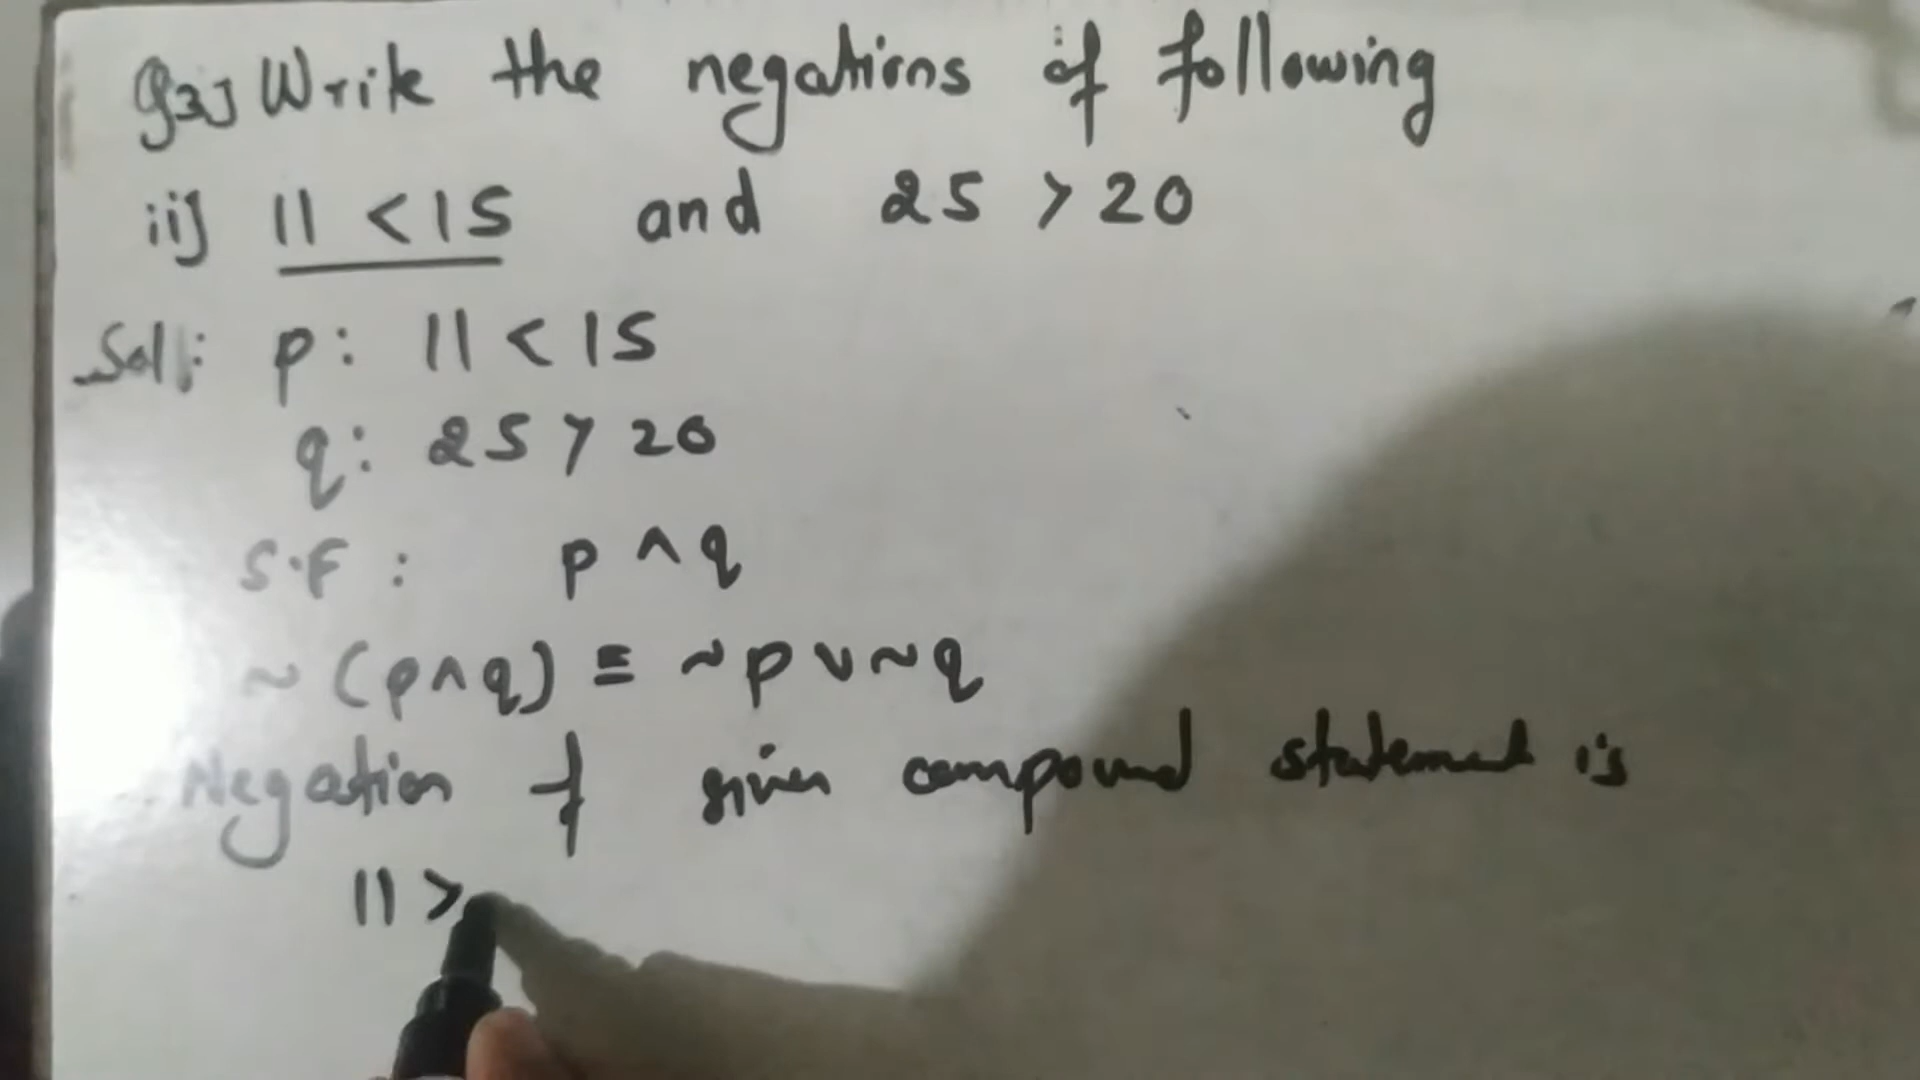 Q3] Write the negations of following
ii] 11 < 15 and 25 > 20
Sol: p: 11 < 15
q: 25 > 20
S.F : p ∧ q
~ (p∧q) ≡ ~p ∨ ~q
Negation of given compound statement is
11 >